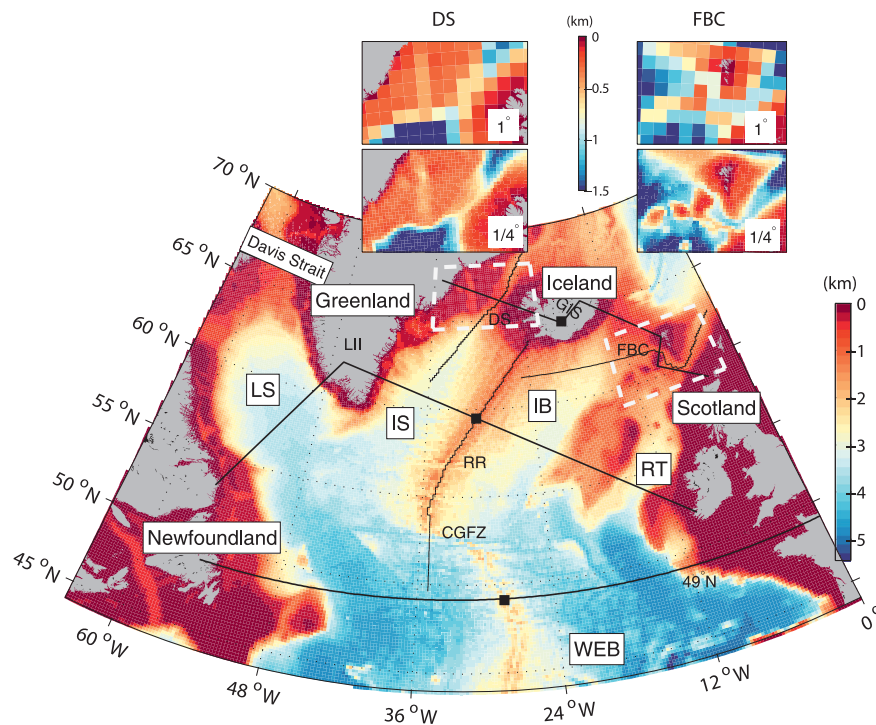 DS
FBC
(km)
0
-0.5
-1
-1.5
1°
1°
1/4°
1/4°
70 °N
65 °N
60 °N
55 °N
50 °N
45 °N
Davis Strait
Greenland
Iceland
GIS
DS
FBC
LII
LS
IS
IB
Scotland
RR
RT
CGFZ
Newfoundland
49°N
WEB
(km)
0
-1
-2
-3
-4
-5
60 °W
48 °W
36 °W
24 °W
12 °W
0°